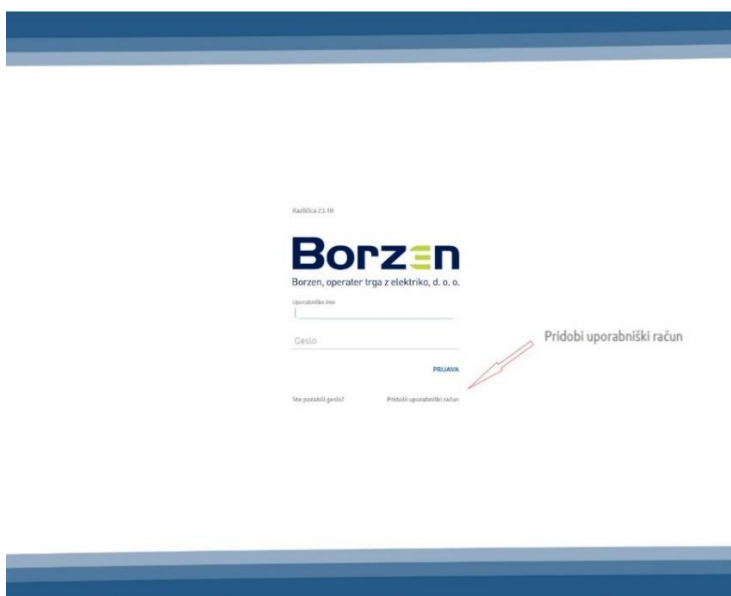 Različica 23.10
Borzen
Borzen, operater trga z elektriko, d. o. o.
Uporabniško ime
Geslo
Pridobi uporabniški račun
PRIJAVA
Ste pozabili geslo? Pridobi uporabniški račun